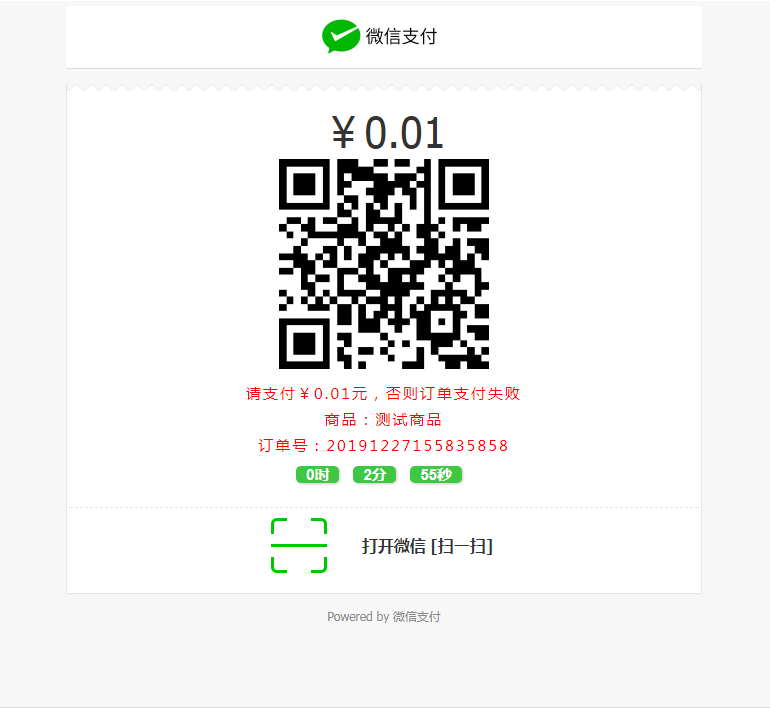 微信支付
￥0.01
请支付￥0.01元，否则订单支付失败
商品：测试商品
订单号：20191227155835858
0时 2分 55秒
打开微信 [扫一扫]
Powered by 微信支付